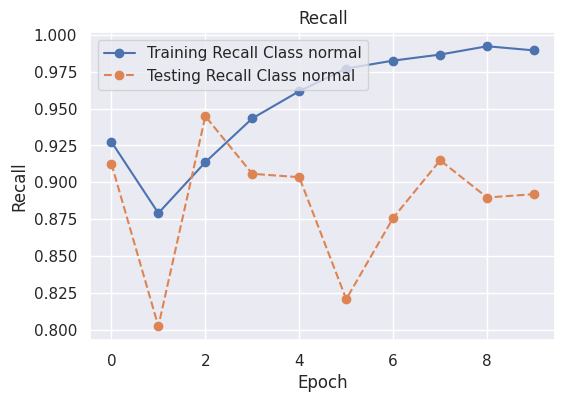 Recall
Training Recall Class normal
Testing Recall Class normal
1.000
0.975
0.950
0.925
0.900
0.875
0.850
0.825
0.800
Recall
0 2 4 6 8
Epoch